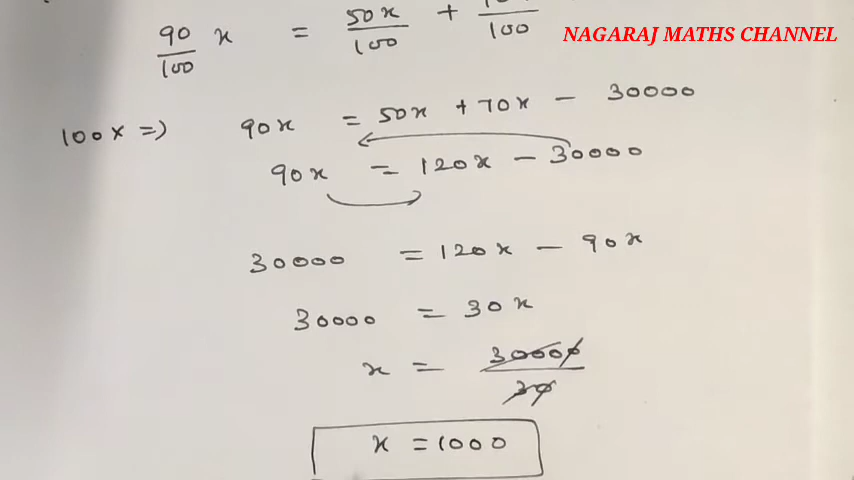 90/100 x = 50x/100 + /100
NAGARAJ MATHS CHANNEL
100x => 90x = 50x + 70x - 30000
90x = 120x - 30000
30000 = 120x - 90x
30000 = 30x
x = 30000/30
x = 1000